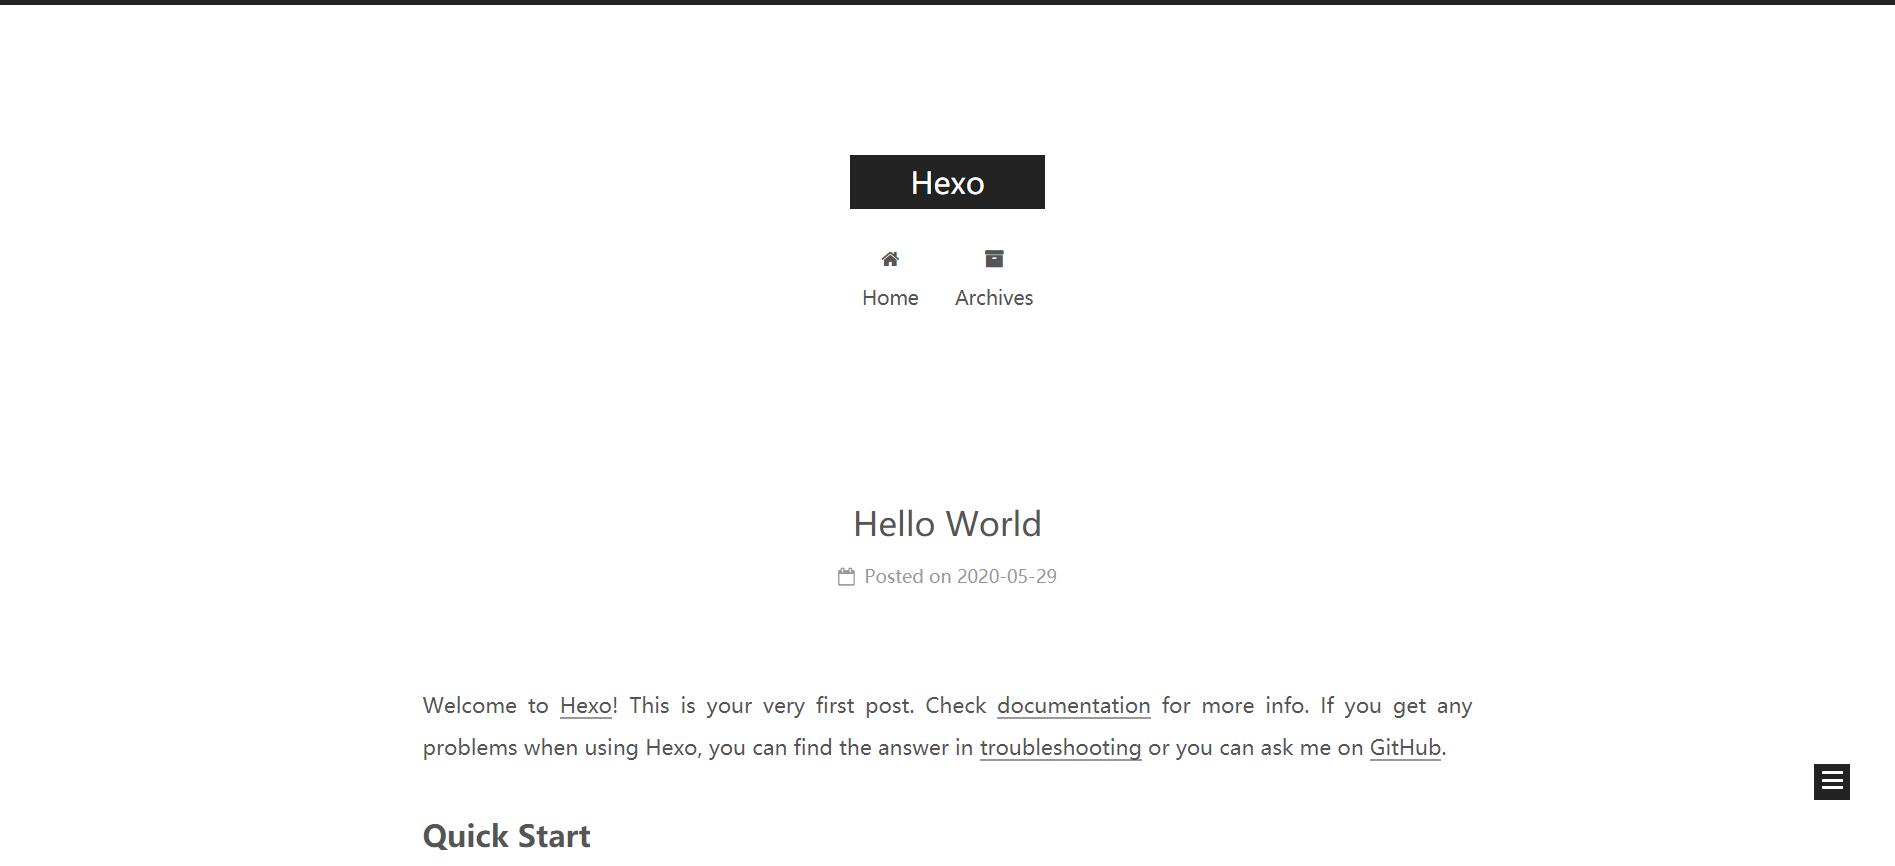 Hexo
Home
Archives
Hello World
Posted on 2020-05-29
Welcome to Hexo! This is your very first post. Check documentation for more info. If you get any
problems when using Hexo, you can find the answer in troubleshooting or you can ask me on GitHub.
Quick Start